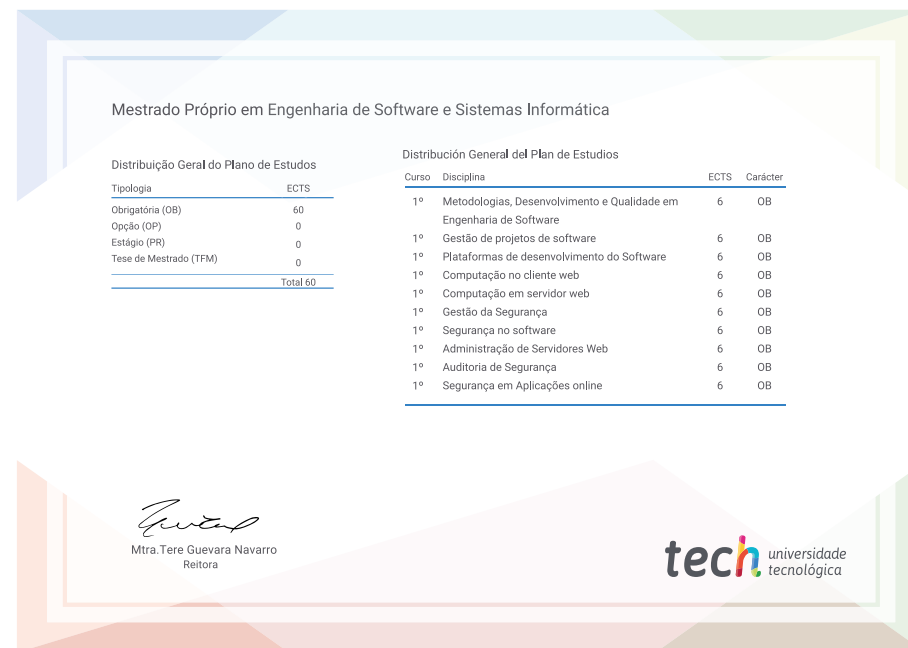 Mestrado Próprio em Engenharia de Software e Sistemas Informática
Distribuição Geral do Plano de Estudos
Tipologia ECTS
Obrigatória (OB) 60
Opção (OP) 0
Estágio (PR) 0
Tese de Mestrado (TFM) 0
Total 60
Distribución General del Plan de Estudios
Curso Disciplina ECTS Carácter
1º Metodologias, Desenvolvimento e Qualidade em 6 OB
Engenharia de Software
1º Gestão de projetos de software 6 OB
1º Plataformas de desenvolvimento do Software 6 OB
1º Computação no cliente web 6 OB
1º Computação em servidor web 6 OB
1º Gestão da Segurança 6 OB
1º Segurança no software 6 OB
1º Administração de Servidores Web 6 OB
1º Auditoria de Segurança 6 OB
1º Segurança em Aplicações online 6 OB
Mtra.Tere Guevara Navarro
Reitora
tech universidade
tecnológica